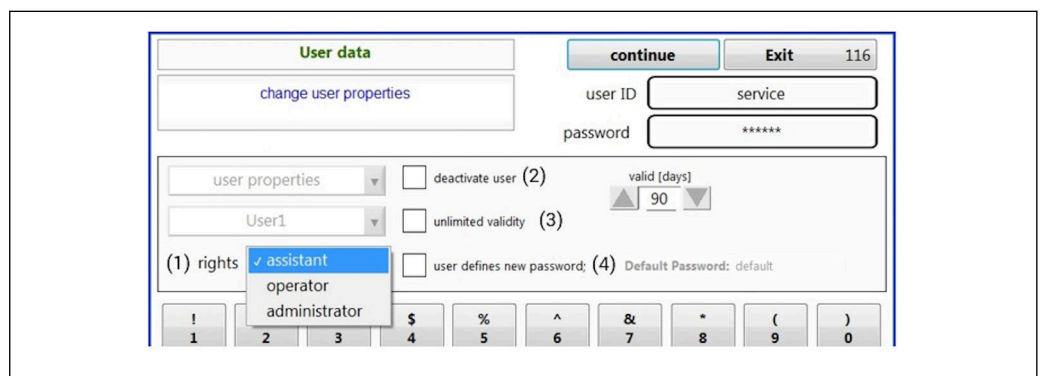 User data
continue
Exit 116
change user properties
user ID service
password ******
user properties
deactivate user (2)
valid [days]
90
User1
unlimited validity (3)
(1) rights
✓ assistant
operator
administrator
user defines new password; (4) Default Password: default
! $ % ^ & * ( )
1 2 3 4 5 6 7 8 9 0